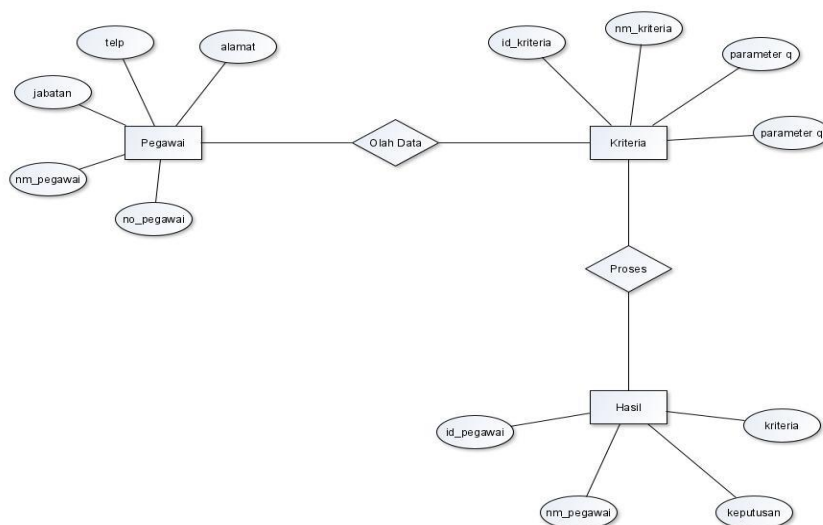 telp
alamat
jabatan
Pegawai
nm_pegawai
no_pegawai
Olah Data
id_kriteria
nm_kriteria
parameter q
parameter q
Kriteria
Proses
Hasil
id_pegawai
kriteria
nm_pegawai
keputusan